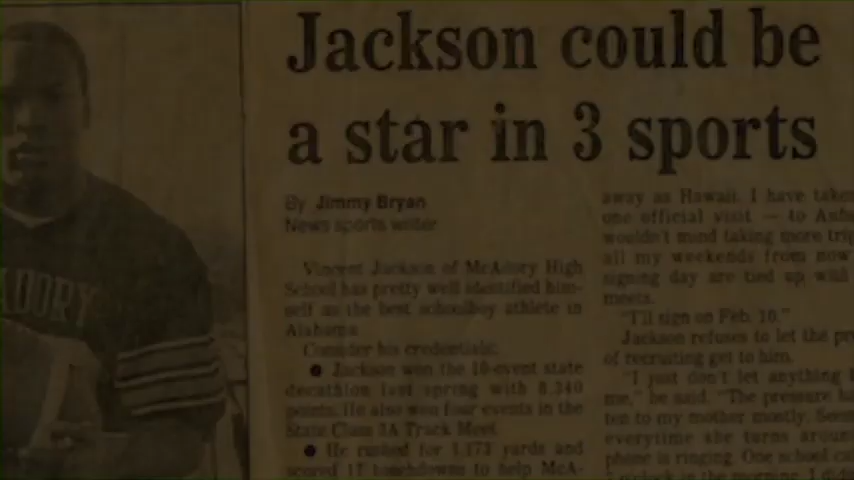 Jackson could be
a star in 3 sports
By Jimmy Bryan
News sports writer
Vincent Jackson of McAdory High
School has pretty well identified him-
self as the best schoolboy athlete in
Alabama.
Consider his credentials:
● Jackson won the 10-event state
decathlon last spring with 8,340
points. He also won four events in the
State Class 3A Track Meet.
● He rushed for 1,173 yards and
scored 17 touchdowns to help McA-
away as Hawaii. I have taken
one official visit — to
wouldn't mind taking more
all my weekends from now
signing day are tied up with
meets.
"I'll sign on Feb. 10."
Jackson refuses to let the
of recruiting get to him.
"I just don't let anything
me," he said. "The pressure
ten to my mother mostly.
everytime she turns
phone is ringing. One school
o'clock in the morning. I
ADORY